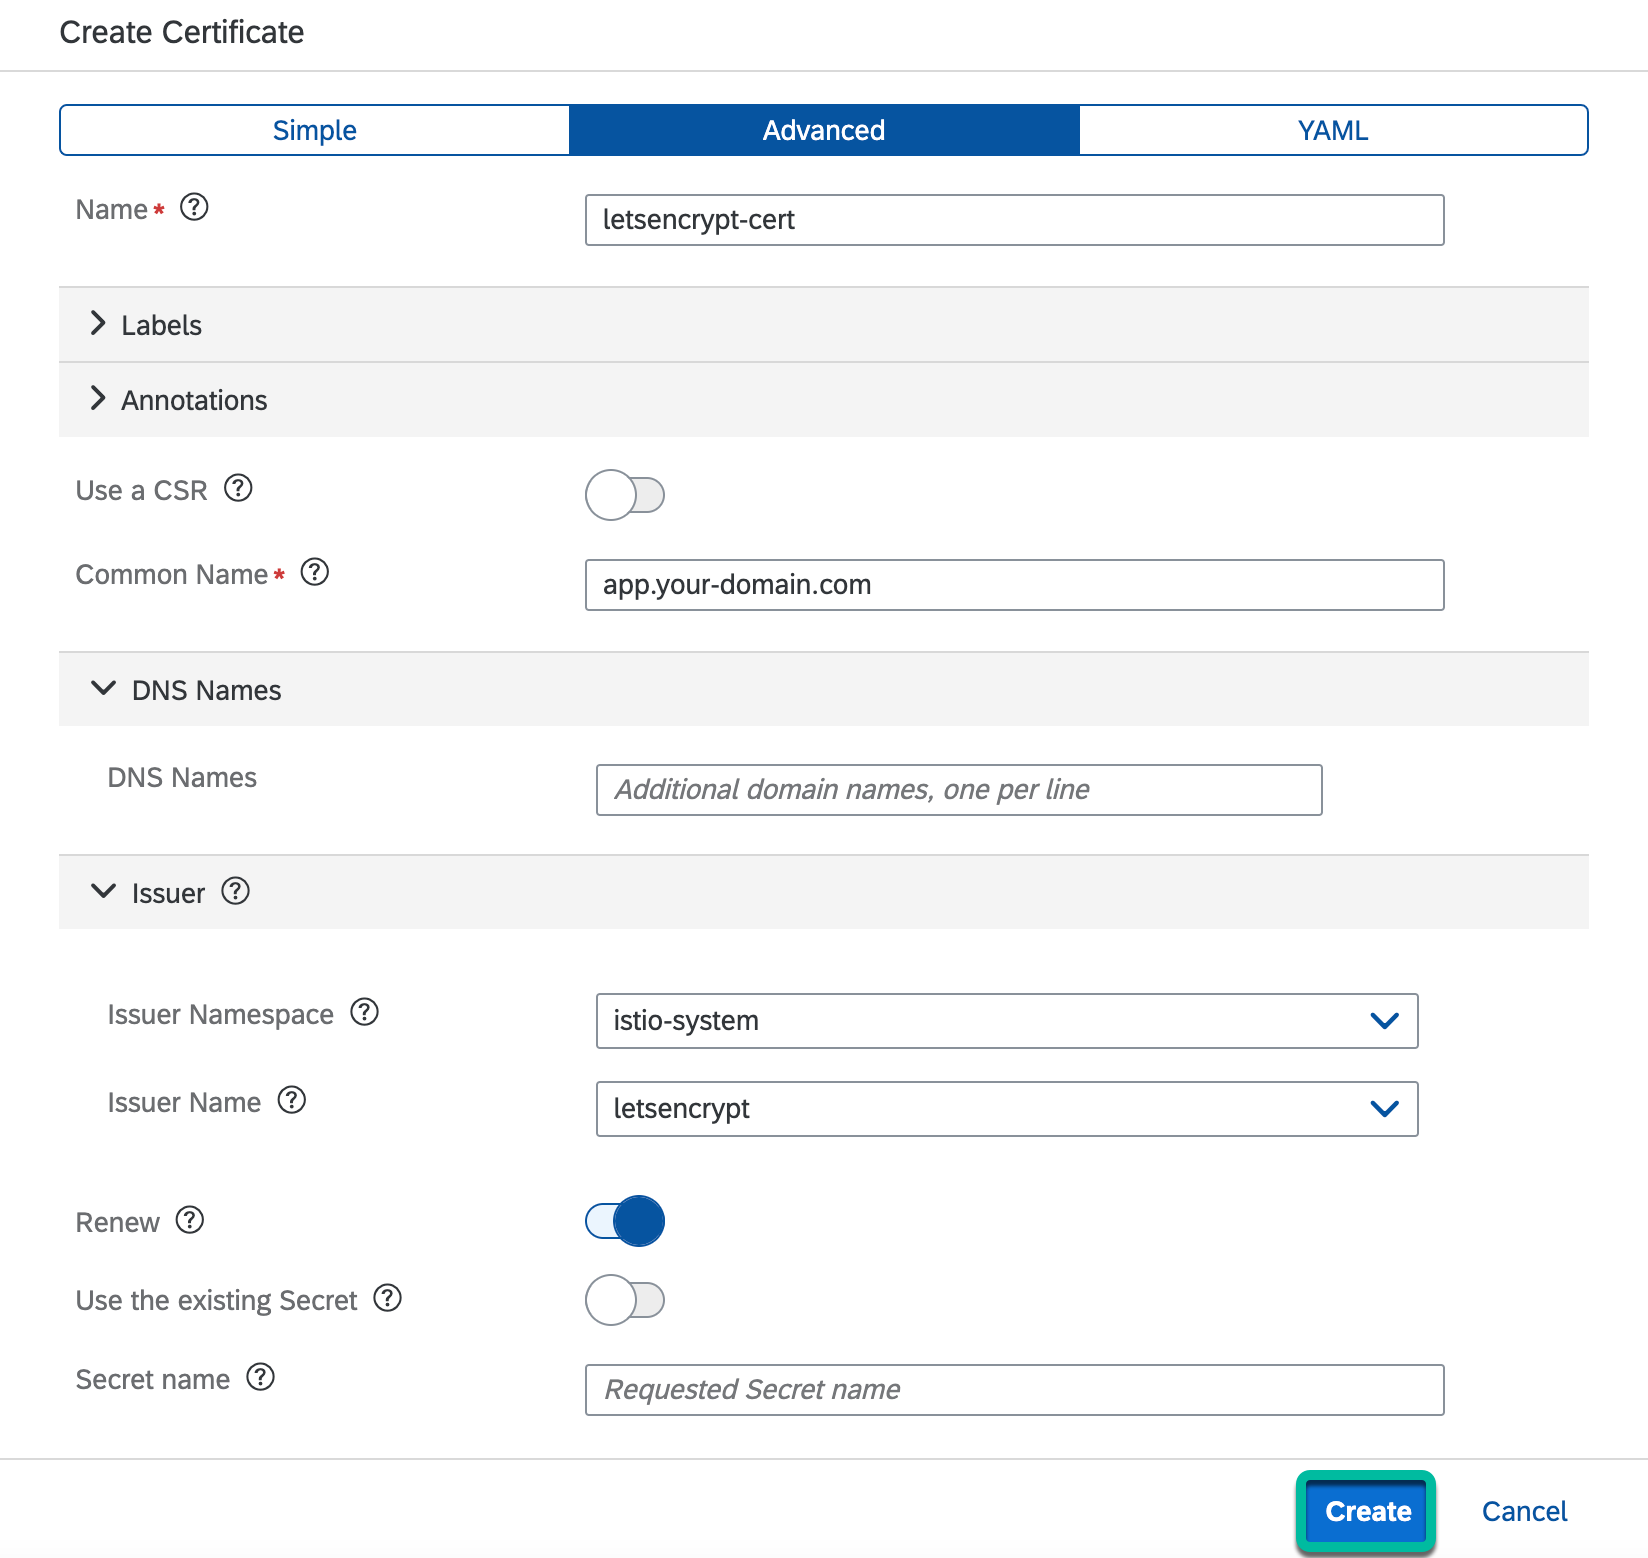 Create Certificate
Simple Advanced YAML
Name* ? letsencrypt-cert
Labels
Annotations
Use a CSR ?
Common Name* ? app.your-domain.com
DNS Names
DNS Names Additional domain names, one per line
Issuer ?
Issuer Namespace ? istio-system
Issuer Name ? letsencrypt
Renew ?
Use the existing Secret ?
Secret name ? Requested Secret name
Create Cancel